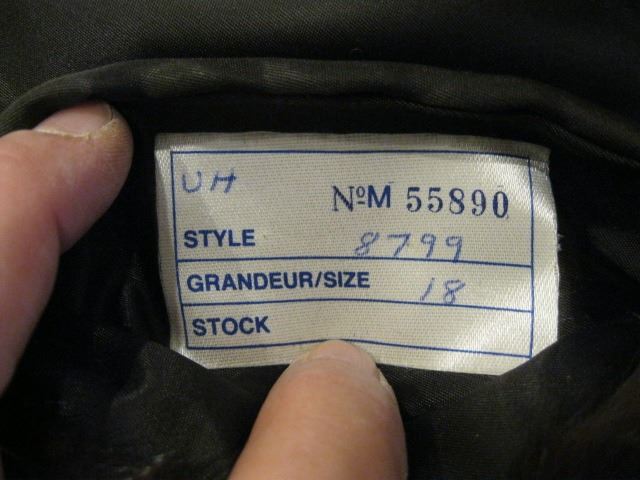 UH NºM 55890
STYLE 8799
GRANDEUR/SIZE 18
STOCK